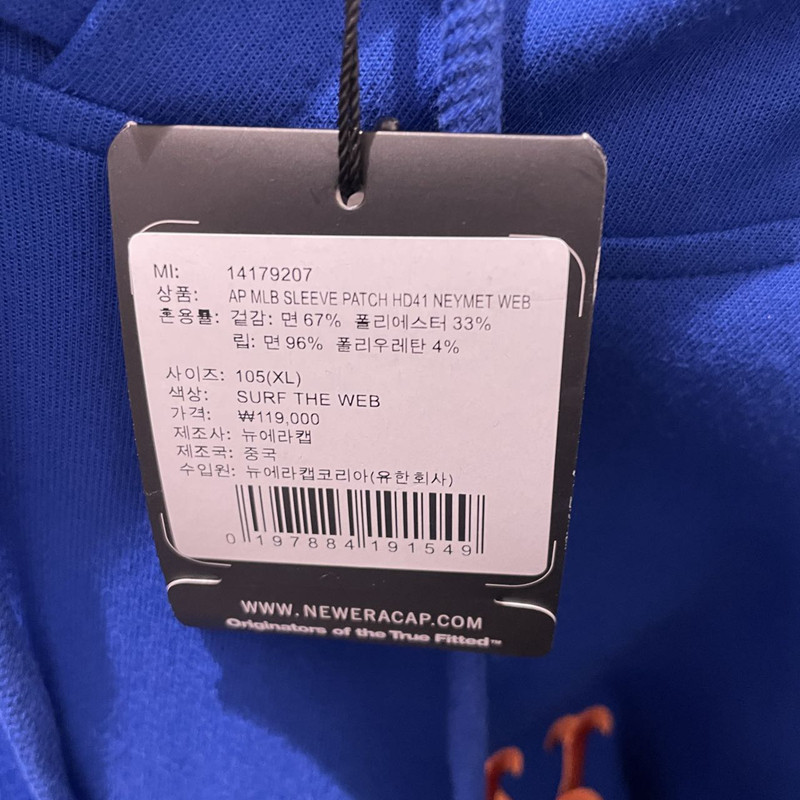 MI: 14179207
상품: AP MLB SLEEVE PATCH HD41 NEYMET WEB
혼용률: 겉감: 면 67% 폴리에스터 33%
립: 면 96% 폴리우레탄 4%
사이즈: 105(XL)
색상: SURF THE WEB
가격: ₩119,000
제조사: 뉴에라캡
제조국: 중국
수입원: 뉴에라캡코리아(유한회사)
0 197884 191549
WWW.NEWERACAP.COM
Originators of the True Fitted™